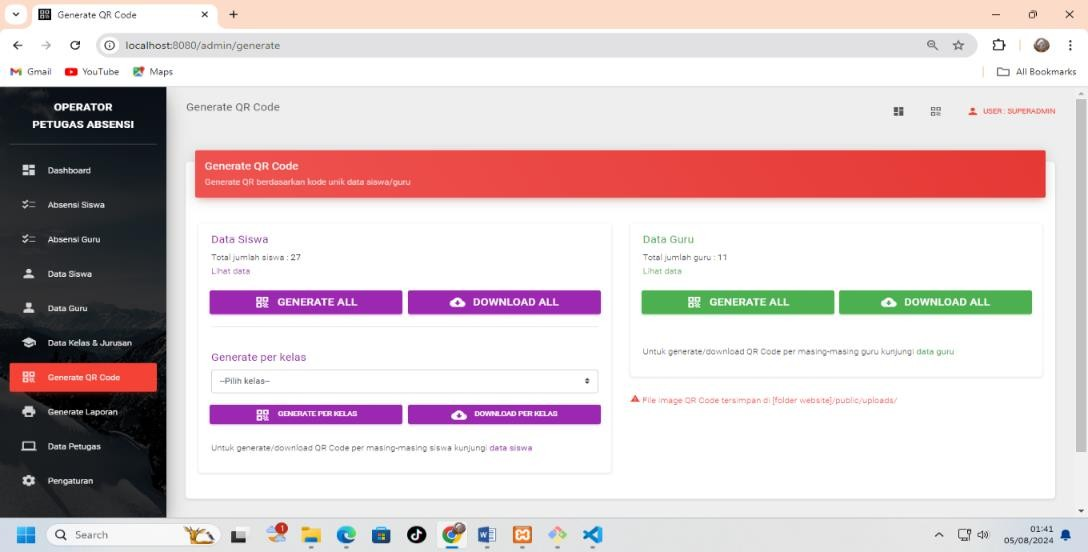 Generate QR Code
localhost:8080/admin/generate
Gmail
YouTube
Maps
All Bookmarks
OPERATOR
PETUGAS ABSENSI
Dashboard
Absensi Siswa
Absensi Guru
Data Siswa
Data Guru
Data Kelas & Jurusan
Generate QR Code
Generate Laporan
Data Petugas
Pengaturan
Generate QR Code
USER : SUPERADMIN
Generate QR Code
Generate QR berdasarkan kode unik data siswa/guru
Data Siswa
Total jumlah siswa : 27
Lihat data
GENERATE ALL
DOWNLOAD ALL
Generate per kelas
--Pilih kelas--
GENERATE PER KELAS
DOWNLOAD PER KELAS
Untuk generate/download QR Code per masing-masing siswa kunjungi data siswa
Data Guru
Total jumlah guru : 11
Lihat data
GENERATE ALL
DOWNLOAD ALL
Untuk generate/download QR Code per masing-masing guru kunjungi data guru
File image QR Code tersimpan di [folder website]/public/uploads/
Search
1
01:41
05/08/2024